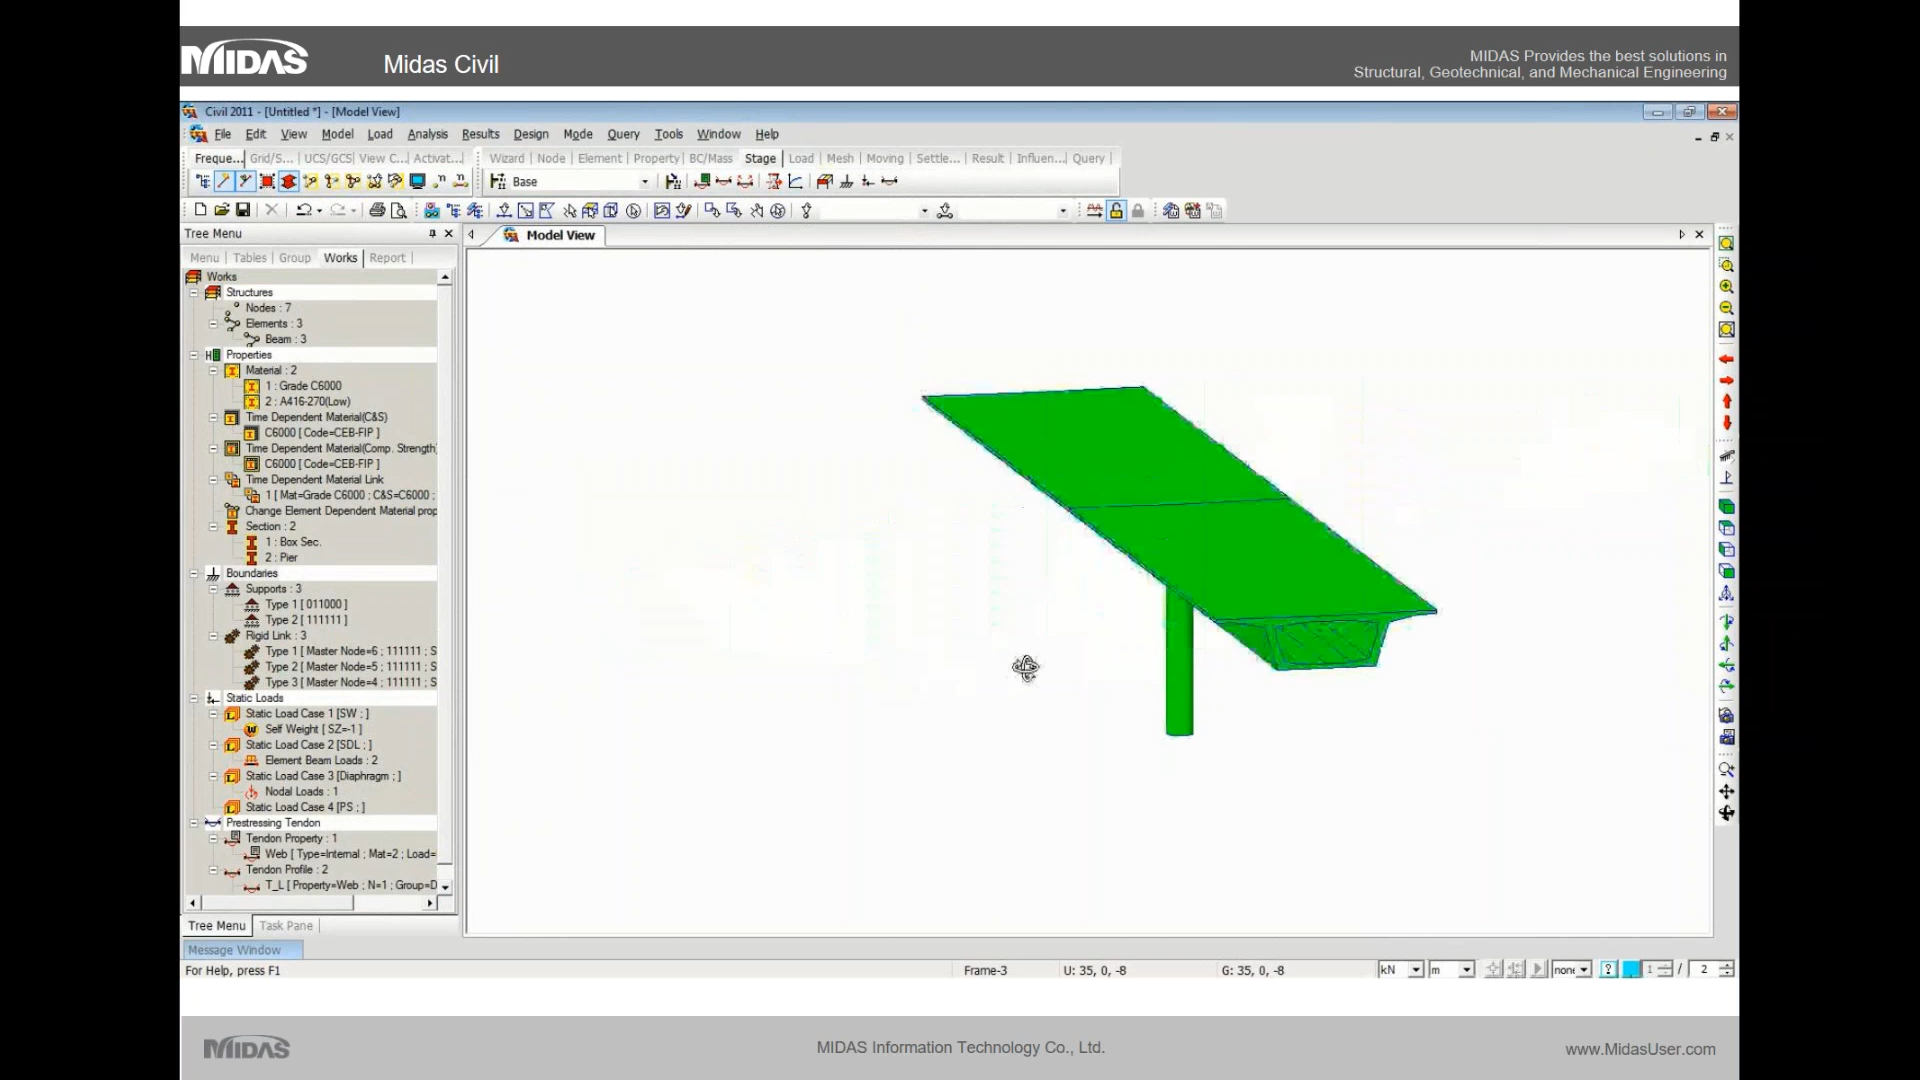 MIDAS
Midas Civil
MIDAS Provides the best solutions in
Structural, Geotechnical, and Mechanical Engineering
Civil 2011 - [Untitled *] - [Model View]
File Edit View Model Load Analysis Results Design Mode Query Tools Window Help
Freque... Grid/S... UCS/GCS View C... Activat... Wizard Node Element Property BC/Mass Stage Load Mesh Moving Settle... Result Influen... Query
Base
Tree Menu
Model View
Menu Tables Group Works Report
Works
Structures
Nodes : 7
Elements : 3
Beam : 3
Properties
Material : 2
1 : Grade C6000
2 : A416-270(Low)
Time Dependent Material(C&S)
C6000 [ Code=CEB-FIP ]
Time Dependent Material(Comp. Strength)
C6000 [ Code=CEB-FIP ]
Time Dependent Material Link
1 [ Mat=Grade C6000 ; C&S=C6000 ;
Change Element Dependent Material prop
Section : 2
1 : Box Sec.
2 : Pier
Boundaries
Supports : 3
Type 1 [ 011000 ]
Type 2 [ 111111 ]
Rigid Link : 3
Type 1 [ Master Node=6 ; 111111 ; S
Type 2 [ Master Node=5 ; 111111 ; S
Type 3 [ Master Node=4 ; 111111 ; S
Static Loads
Static Load Case 1 [SW ; ]
Self Weight [ SZ=-1 ]
Static Load Case 2 [SDL ; ]
Element Beam Loads : 2
Static Load Case 3 [Diaphragm ; ]
Nodal Loads : 1
Static Load Case 4 [PS ; ]
Prestressing Tendon
Tendon Property : 1
Web [ Type=Internal ; Mat=2 ; Load=
Tendon Profile : 2
T_L [ Property=Web ; N=1 ; Group=D
Tree Menu Task Pane
Message Window
For Help, press F1
Frame-3
U: 35, 0, -8
G: 35, 0, -8
kN m none 1 / 2
MIDAS
MIDAS Information Technology Co., Ltd.
www.MidasUser.com